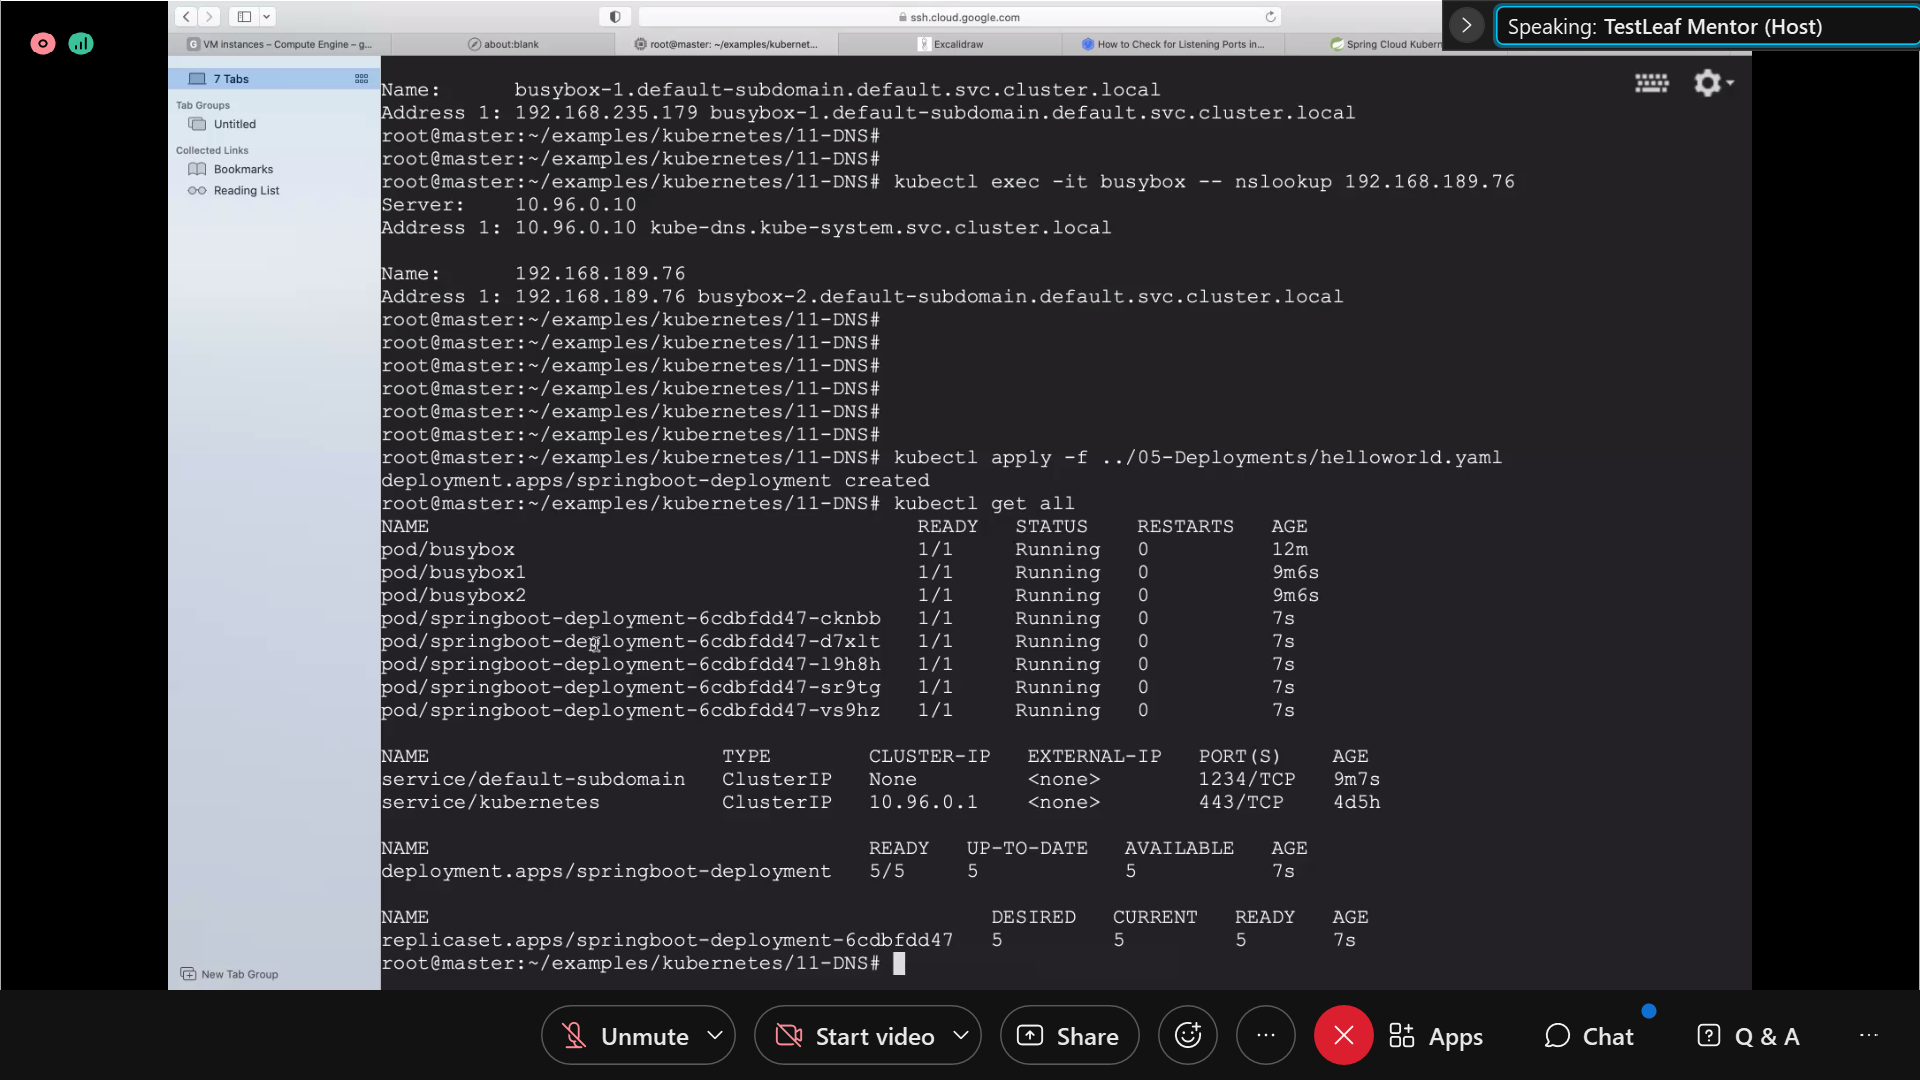 ssh.cloud.google.com
Speaking: TestLeaf Mentor (Host)
VM instances – Compute Engine – g...
about:blank
root@master: ~/examples/kubernet...
Excalidraw
How to Check for Listening Ports in...
Spring Cloud Kubern
7 Tabs
Tab Groups
Untitled
Collected Links
Bookmarks
Reading List
New Tab Group
Name:       busybox-1.default-subdomain.default.svc.cluster.local
Address 1: 192.168.235.179 busybox-1.default-subdomain.default.svc.cluster.local
root@master:~/examples/kubernetes/11-DNS#
root@master:~/examples/kubernetes/11-DNS#
root@master:~/examples/kubernetes/11-DNS# kubectl exec -it busybox -- nslookup 192.168.189.76
Server:    10.96.0.10
Address 1: 10.96.0.10 kube-dns.kube-system.svc.cluster.local
Name:       192.168.189.76
Address 1: 192.168.189.76 busybox-2.default-subdomain.default.svc.cluster.local
root@master:~/examples/kubernetes/11-DNS#
root@master:~/examples/kubernetes/11-DNS#
root@master:~/examples/kubernetes/11-DNS#
root@master:~/examples/kubernetes/11-DNS#
root@master:~/examples/kubernetes/11-DNS#
root@master:~/examples/kubernetes/11-DNS#
root@master:~/examples/kubernetes/11-DNS# kubectl apply -f ../05-Deployments/helloworld.yaml
deployment.apps/springboot-deployment created
root@master:~/examples/kubernetes/11-DNS# kubectl get all
NAME READY STATUS RESTARTS AGE
pod/busybox 1/1 Running 0 12m
pod/busybox1 1/1 Running 0 9m6s
pod/busybox2 1/1 Running 0 9m6s
pod/springboot-deployment-6cdbfdd47-cknbb 1/1 Running 0 7s
pod/springboot-deployment-6cdbfdd47-d7xlt 1/1 Running 0 7s
pod/springboot-deployment-6cdbfdd47-l9h8h 1/1 Running 0 7s
pod/springboot-deployment-6cdbfdd47-sr9tg 1/1 Running 0 7s
pod/springboot-deployment-6cdbfdd47-vs9hz 1/1 Running 0 7s
NAME TYPE CLUSTER-IP EXTERNAL-IP PORT(S) AGE
service/default-subdomain ClusterIP None <none> 1234/TCP 9m7s
service/kubernetes ClusterIP 10.96.0.1 <none> 443/TCP 4d5h
NAME READY UP-TO-DATE AVAILABLE AGE
deployment.apps/springboot-deployment 5/5 5 5 7s
NAME DESIRED CURRENT READY AGE
replicaset.apps/springboot-deployment-6cdbfdd47 5 5 5 7s
root@master:~/examples/kubernetes/11-DNS#
Unmute
Start video
Share
Apps
Chat
Q & A